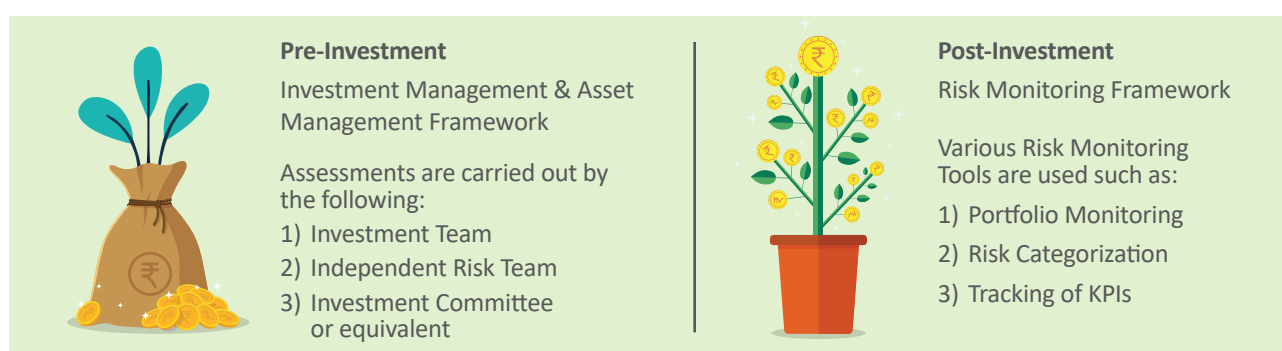 Pre-Investment
Investment Management & Asset
Management Framework
Assessments are carried out by
the following:
1) Investment Team
2) Independent Risk Team
3) Investment Committee
or equivalent
₹
Post-Investment
Risk Monitoring Framework
Various Risk Monitoring
Tools are used such as:
1) Portfolio Monitoring
2) Risk Categorization
3) Tracking of KPIs
₹